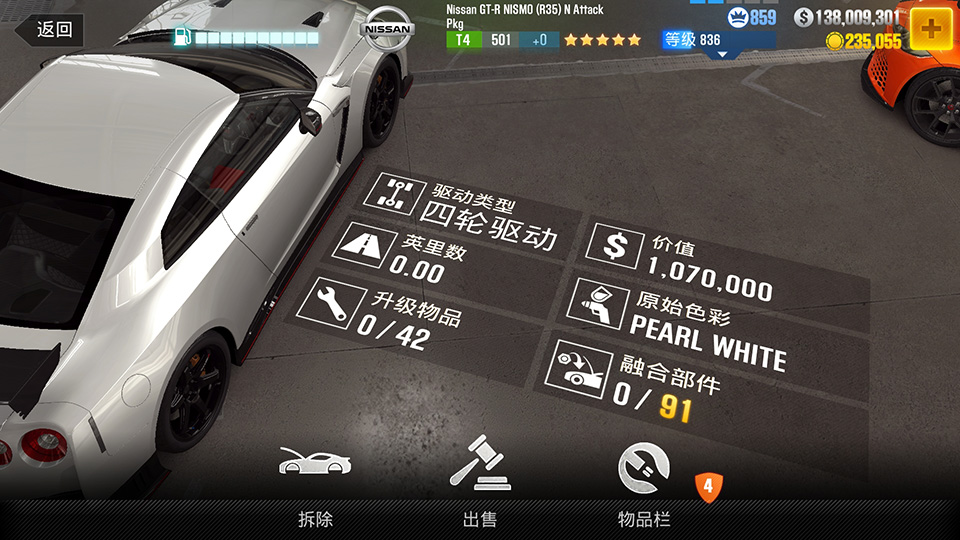 返回
NISSAN
Nissan GT-R NISMO (R35) N Attack
Pkg
T4 501 +0
等级 836
859
$ 138,009,301
235,055
驱动类型
四轮驱动
英里数
0.00
升级物品
0 / 42
价值
1,070,000
原始色彩
PEARL WHITE
融合部件
0 / 91
4
拆除
出售
物品栏